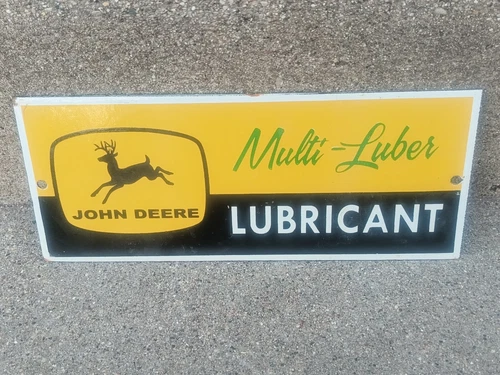 Multi-Luber
JOHN DEERE
LUBRICANT